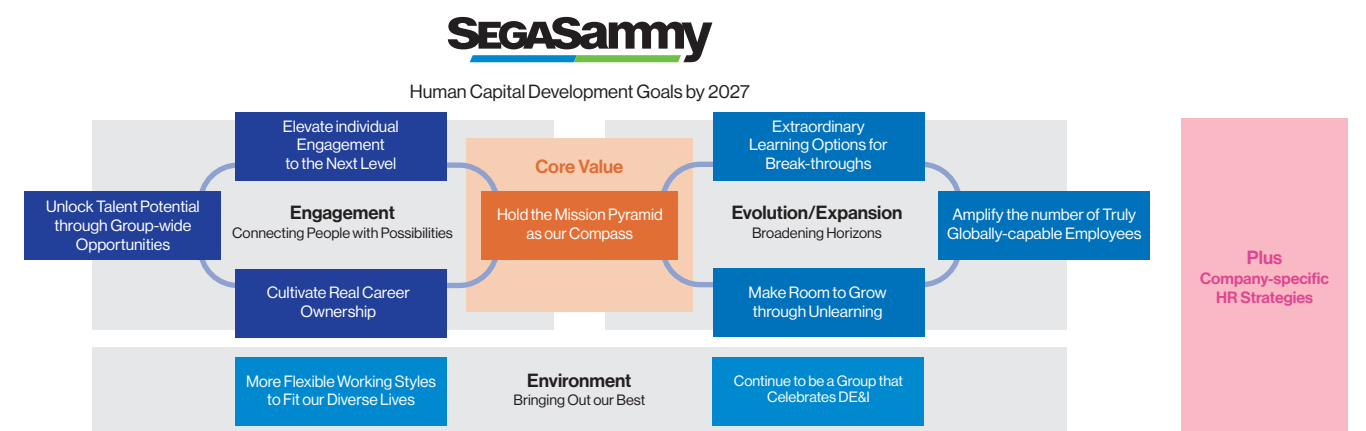 SEGASammy
Human Capital Development Goals by 2027
Elevate individual
Engagement
to the Next Level
Unlock Talent Potential
through Group-wide
Opportunities
Engagement
Connecting People with Possibilities
Cultivate Real Career
Ownership
Core Value
Hold the Mission Pyramid
as our Compass
Extraordinary
Learning Options for
Break-throughs
Evolution/Expansion
Broadening Horizons
Make Room to Grow
through Unlearning
Amplify the number of Truly
Globally-capable Employees
More Flexible Working Styles
to Fit our Diverse Lives
Environment
Bringing Out our Best
Continue to be a Group that
Celebrates DE&I
Plus
Company-specific
HR Strategies